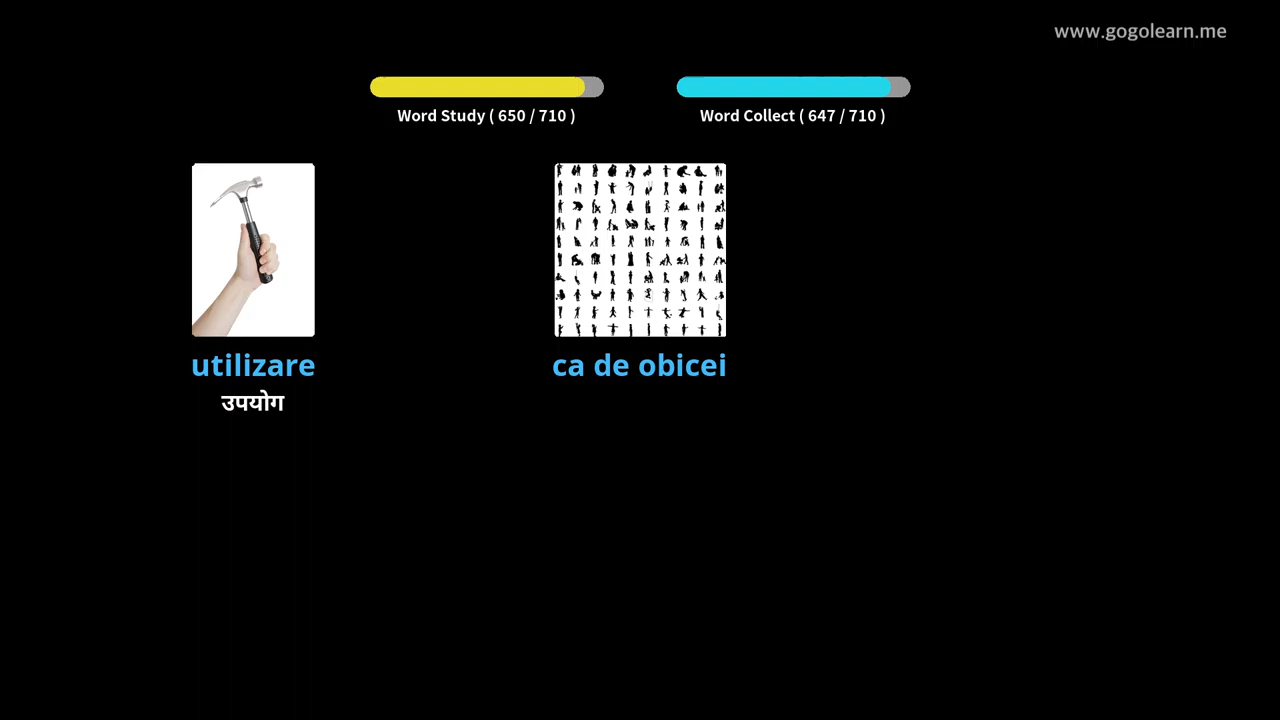 www.gogolearn.me
Word Study ( 650 / 710 )
Word Collect ( 647 / 710 )
utilizare
ca de obicei
उपयोग